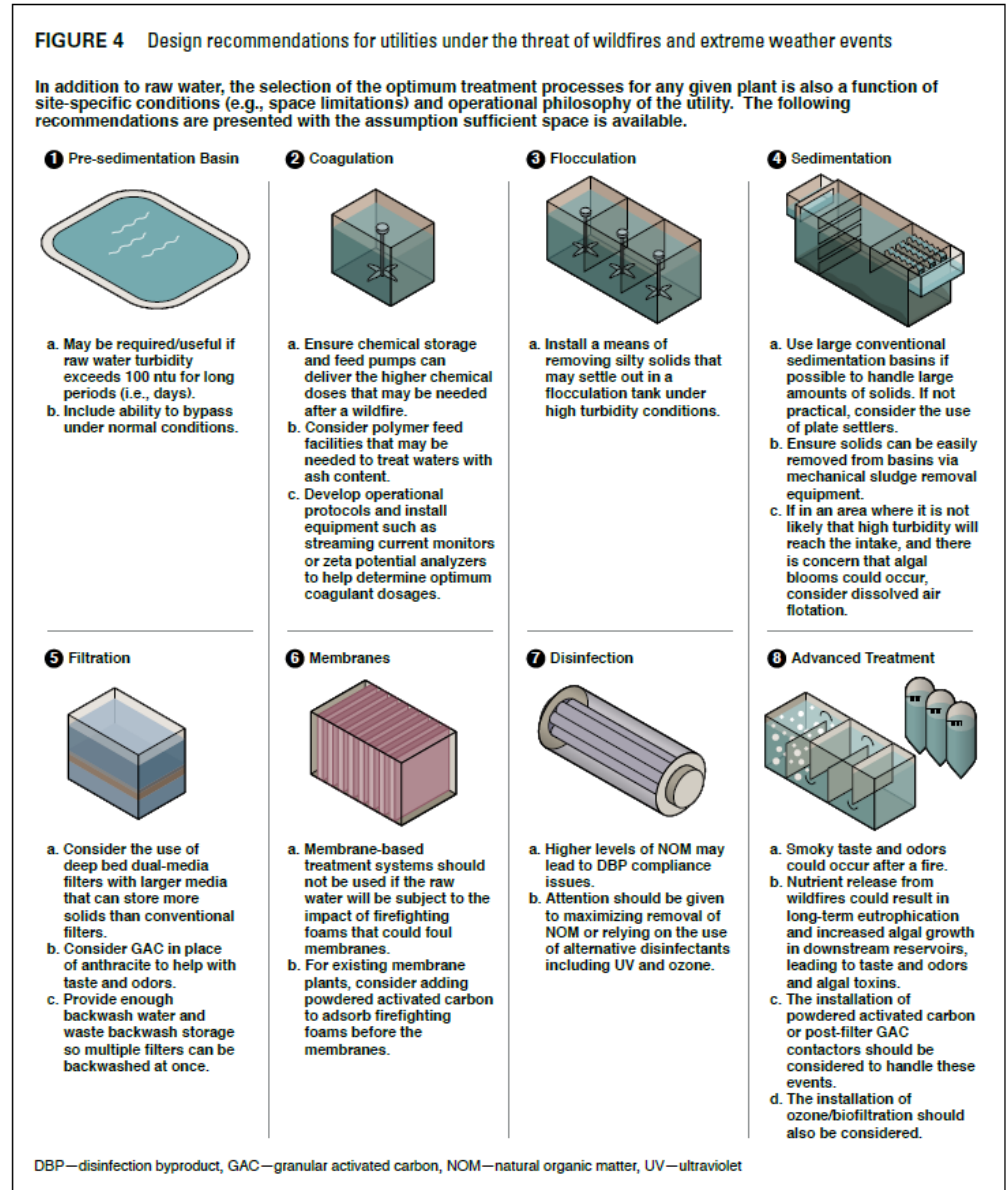 FIGURE 4 Design recommendations for utilities under the threat of wildfires and extreme weather events
In addition to raw water, the selection of the optimum treatment processes for any given plant is also a function of
site-specific conditions (e.g., space limitations) and operational philosophy of the utility. The following
recommendations are presented with the assumption sufficient space is available.
1 Pre-sedimentation Basin
a. May be required/useful if
raw water turbidity
exceeds 100 ntu for long
periods (i.e., days).
b. Include ability to bypass
under normal conditions.
2 Coagulation
a. Ensure chemical storage
and feed pumps can
deliver the higher chemical
doses that may be needed
after a wildfire.
b. Consider polymer feed
facilities that may be
needed to treat waters with
ash content.
c. Develop operational
protocols and install
equipment such as
streaming current monitors
or zeta potential analyzers
to help determine optimum
coagulant dosages.
3 Flocculation
a. Install a means of
removing silty solids that
may settle out in a
flocculation tank under
high turbidity conditions.
4 Sedimentation
a. Use large conventional
sedimentation basins if
possible to handle large
amounts of solids. If not
practical, consider the use
of plate settlers.
b. Ensure solids can be easily
removed from basins via
mechanical sludge removal
equipment.
c. If in an area where it is not
likely that high turbidity will
reach the intake, and there
is concern that algal
blooms could occur,
consider dissolved air
flotation.
5 Filtration
a. Consider the use of
deep bed dual-media
filters with larger media
that can store more
solids than conventional
filters.
b. Consider GAC in place
of anthracite to help with
taste and odors.
c. Provide enough
backwash water and
waste backwash storage
so multiple filters can be
backwashed at once.
6 Membranes
a. Membrane-based
treatment systems should
not be used if the raw
water will be subject to the
impact of firefighting
foams that could foul
membranes.
b. For existing membrane
plants, consider adding
powdered activated carbon
to adsorb firefighting
foams before the
membranes.
7 Disinfection
a. Higher levels of NOM may
lead to DBP compliance
issues.
b. Attention should be given
to maximizing removal of
NOM or relying on the use
of alternative disinfectants
including UV and ozone.
8 Advanced Treatment
a. Smoky taste and odors
could occur after a fire.
b. Nutrient release from
wildfires could result in
long-term eutrophication
and increased algal growth
in downstream reservoirs,
leading to taste and odors
and algal toxins.
c. The installation of
powdered activated carbon
or post-filter GAC
contactors should be
considered to handle these
events.
d. The installation of
ozone/biofiltration should
also be considered.
DBP—disinfection byproduct, GAC—granular activated carbon, NOM—natural organic matter, UV—ultraviolet